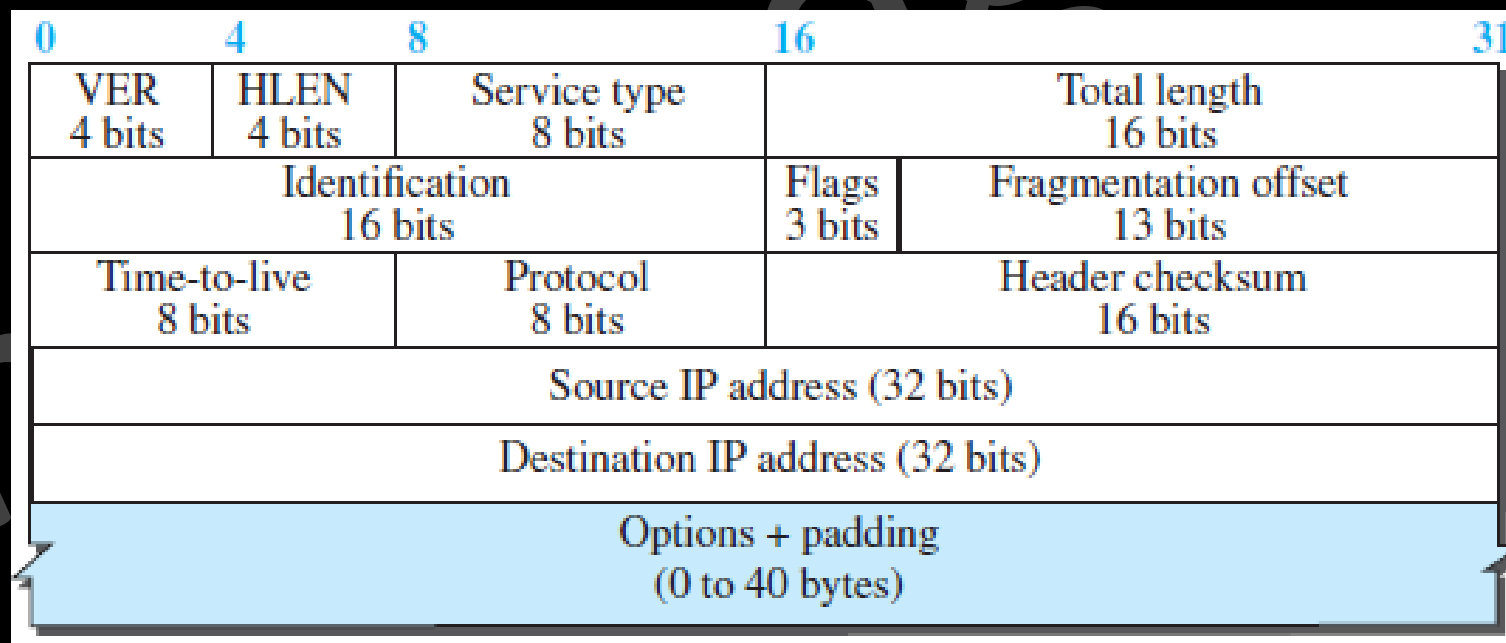 0 4 8 16 31
VER HLEN Service type Total length
4 bits 4 bits 8 bits 16 bits
Identification Flags Fragmentation offset
16 bits 3 bits 13 bits
Time-to-live Protocol Header checksum
8 bits 8 bits 16 bits
Source IP address (32 bits)
Destination IP address (32 bits)
Options + padding
(0 to 40 bytes)